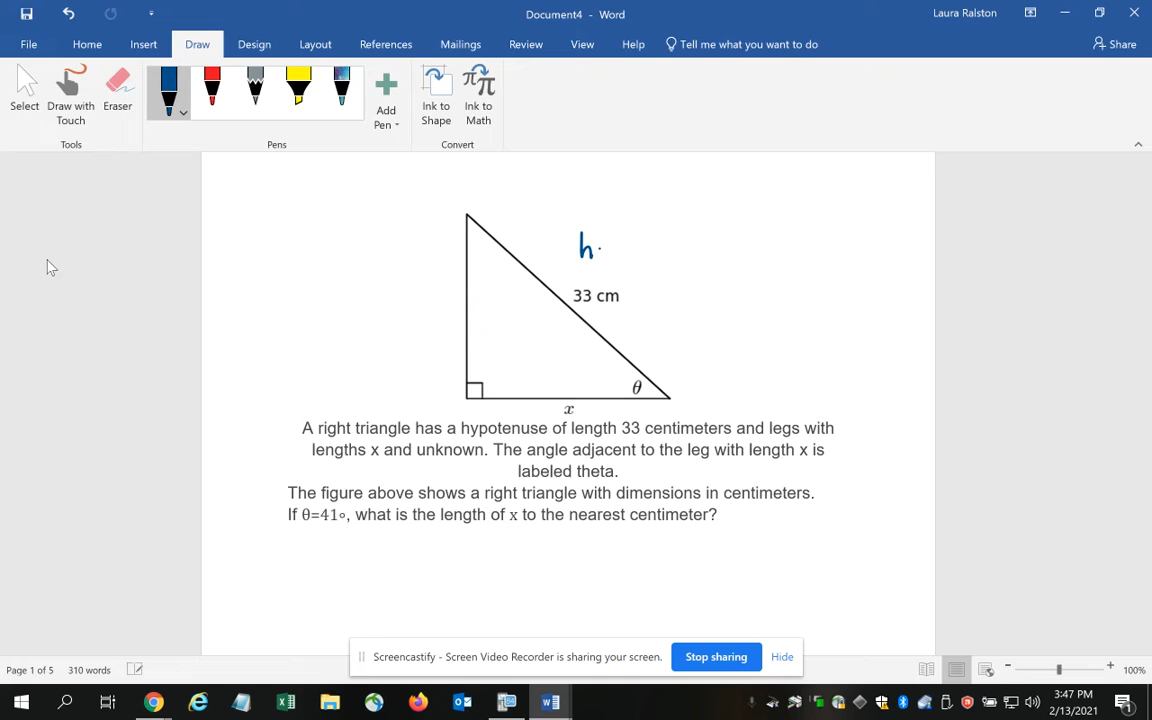 Document4 - Word
Laura Ralston
File Home Insert Draw Design Layout References Mailings Review View Help Tell me what you want to do Share
Select
Draw with Touch
Eraser
Add Pen
Ink to Shape
Ink to Math
Tools
Pens
Convert
h
33 cm
θ
x
A right triangle has a hypotenuse of length 33 centimeters and legs with
lengths x and unknown. The angle adjacent to the leg with length x is
labeled theta.
The figure above shows a right triangle with dimensions in centimeters.
If θ=41∘, what is the length of x to the nearest centimeter?
Screencastify - Screen Video Recorder is sharing your screen. Stop sharing Hide
Page 1 of 5 310 words 100%
3:47 PM
2/13/2021